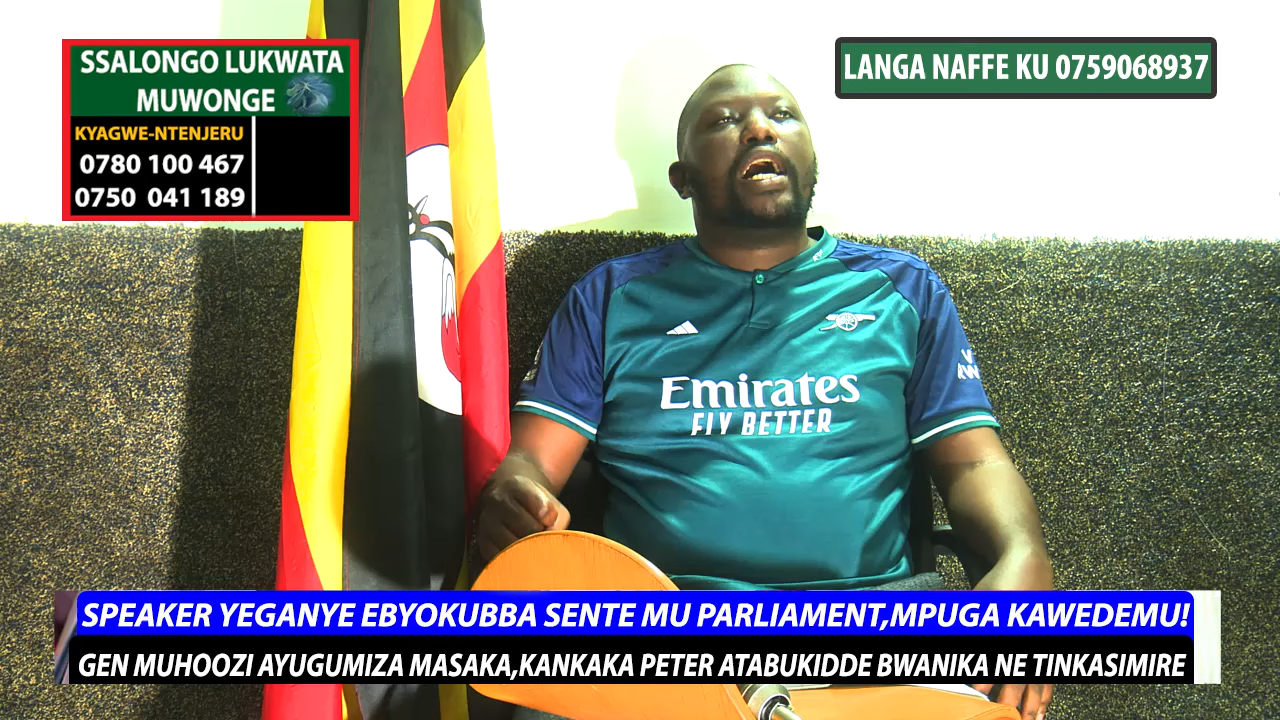 SSALONGO LUKWATA
MUWONGE
KYAGWE-NTENJERU
0780 100 467
0750 041 189
LANGA NAFFE KU 0759068937
Emirates
FLY BETTER
SPEAKER YEGANYE EBYOKUBBA SENTE MU PARLIAMENT,MPUGA KAWEDEMU!
GEN MUHOOZI AYUGUMIZA MASAKA,KANKAKA PETER ATABUKIDDE BWANIKA NE TINKASIMIRE